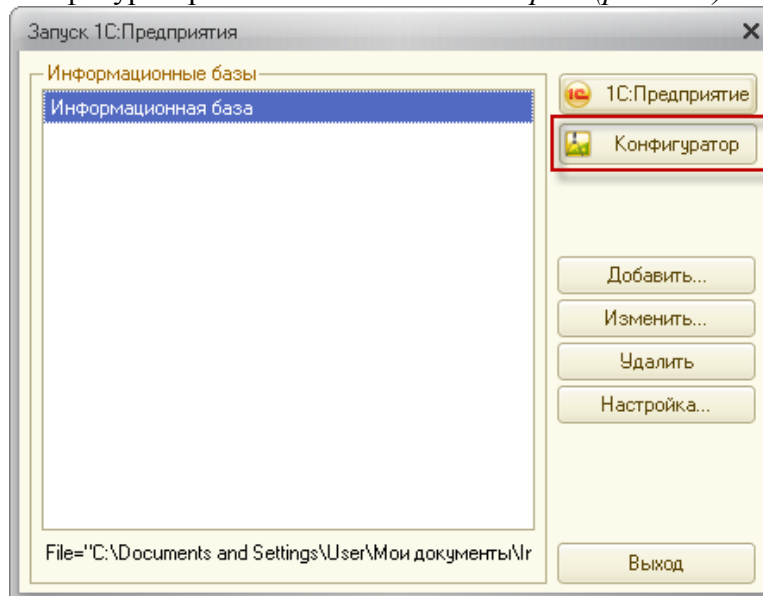 Запуск 1С:Предприятия
Информационные базы
Информационная база
1С:Предприятие
Конфигуратор
Добавить...
Изменить...
Удалить
Настройка...
File="C:\Documents and Settings\User\Мои документы\Ir
Выход